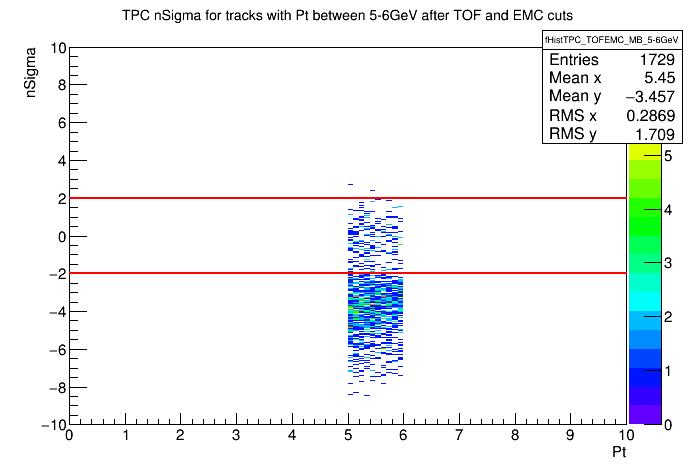 TPC nSigma for tracks with Pt between 5-6GeV after TOF and EMC cuts
fHistTPC_TOFEMC_MB_5-6GeV
Entries 1729
Mean x 5.45
Mean y −3.457
RMS x 0.2869
RMS y 1.709
nSigma
10
8
6
4
2
0
−2
−4
−6
−8
−10
0 1 2 3 4 5 6 7 8 9 10
Pt
5
4
3
2
1
0